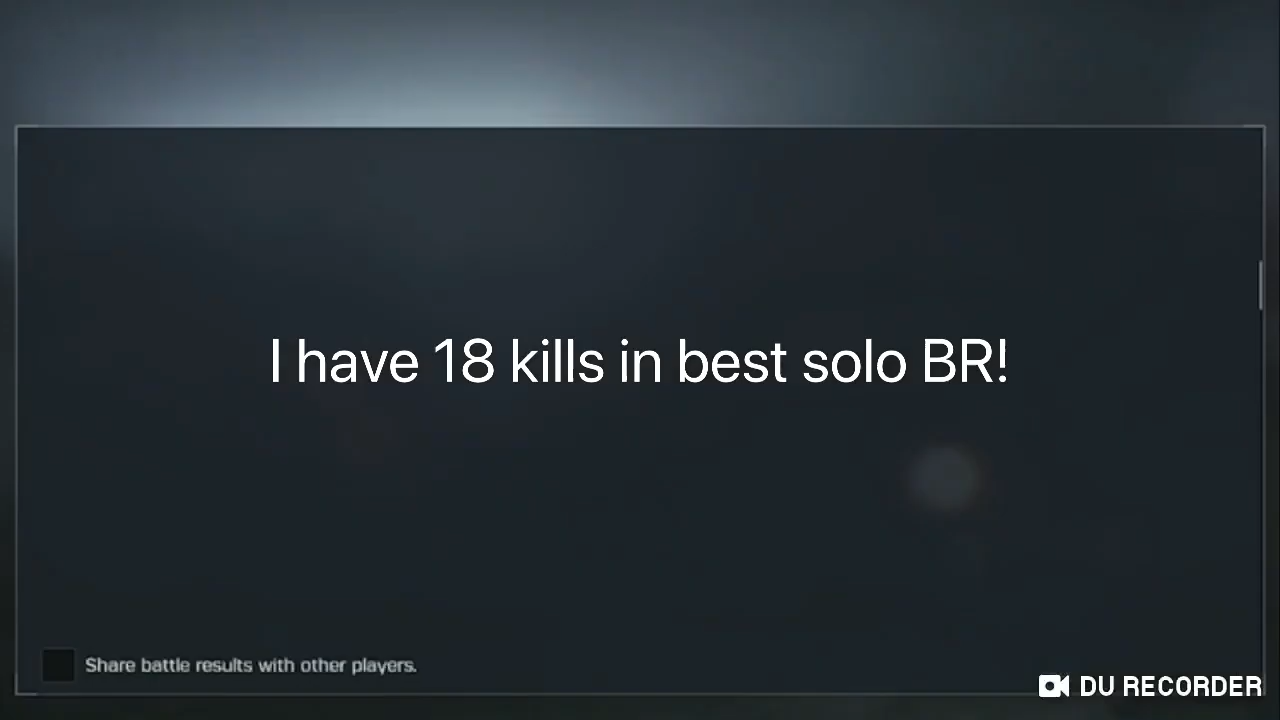 I have 18 kills in best solo BR!
Share battle results with other players.
DU RECORDER